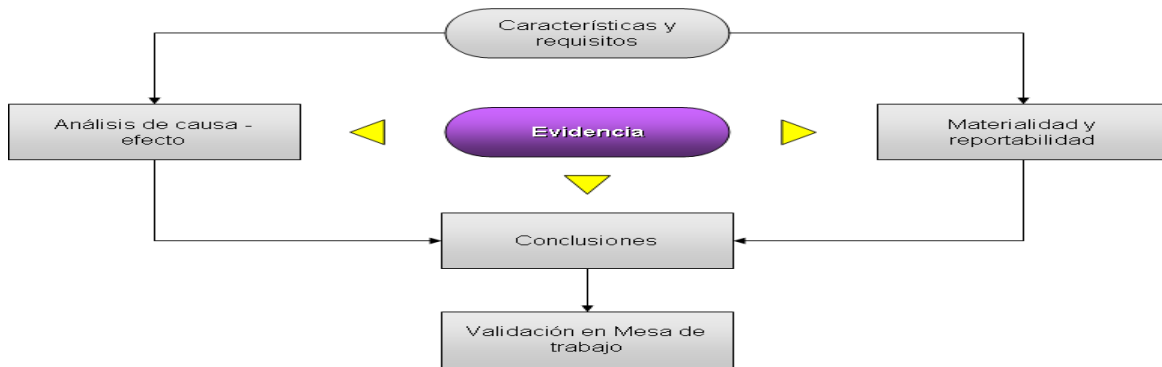 Características y
requisitos
Análisis de causa -
efecto
Evidencia
Materialidad y
reportabilidad
Conclusiones
Validación en Mesa de
trabajo